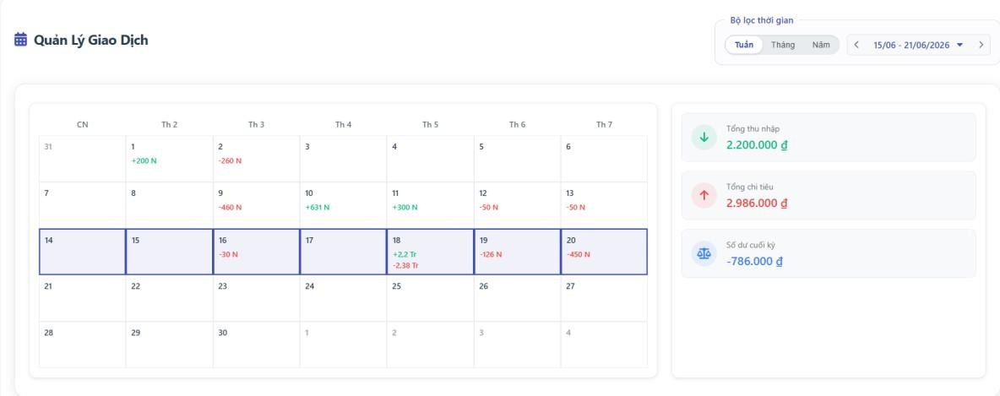 Quản Lý Giao Dịch
Bộ lọc thời gian
Tuần Tháng Năm 15/06 - 21/06/2026
CN Th 2 Th 3 Th 4 Th 5 Th 6 Th 7
31 1 2 3 4 5 6
+200 N -260 N
7 8 9 10 11 12 13
-460 N +631 N +300 N -50 N -50 N
14 15 16 17 18 19 20
-30 N +2,2 Tr -126 N -450 N
-2,38 Tr
21 22 23 24 25 26 27
28 29 30 1 2 3 4
Tổng thu nhập
2.200.000 ₫
Tổng chi tiêu
2.986.000 ₫
Số dư cuối kỳ
-786.000 ₫